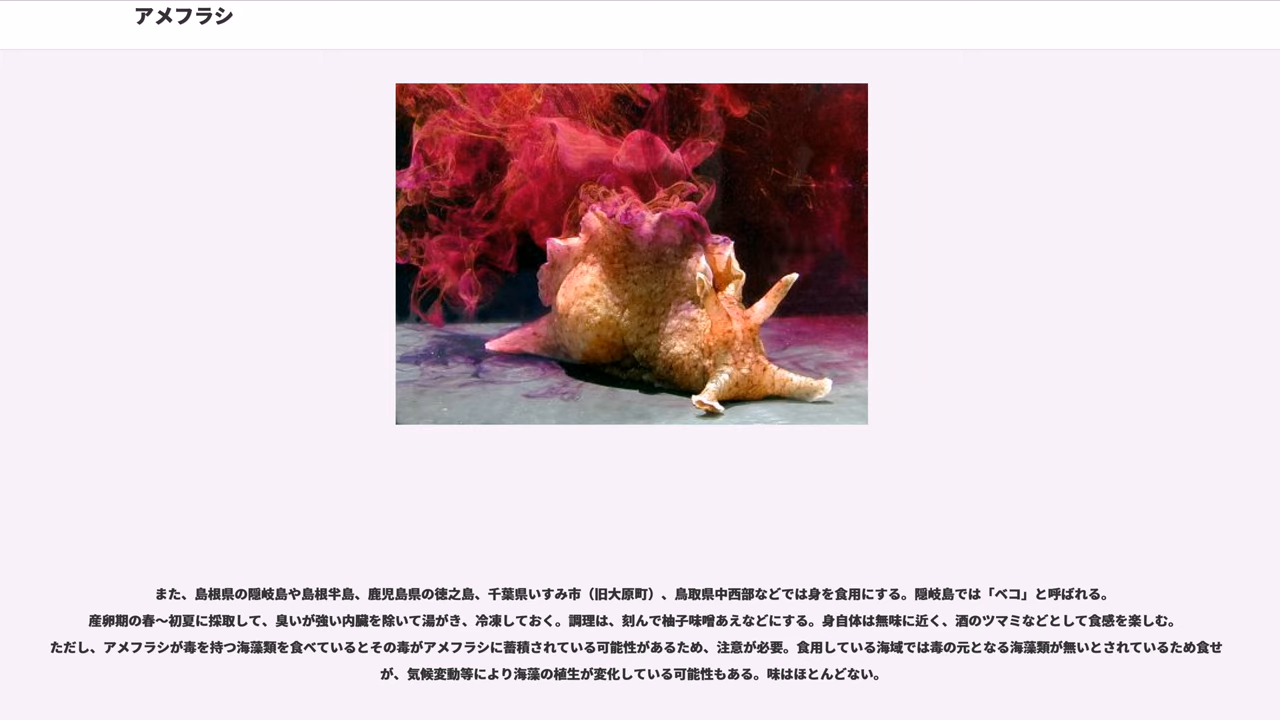 アメフラシ
また、島根県の隠岐島や島根半島、鹿児島県の徳之島、千葉県いすみ市（旧大原町）、鳥取県中西部などでは身を食用にする。隠岐島では「ベコ」と呼ばれる。
産卵期の春〜初夏に採取して、臭いが強い内臓を除いて湯がき、冷凍しておく。調理は、刻んで柚子味噌あえなどにする。身自体は無味に近く、酒のツマミなどとして食感を楽しむ。
ただし、アメフラシが毒を持つ海藻類を食べているとその毒がアメフラシに蓄積されている可能性があるため、注意が必要。食用している海域では毒の元となる海藻類が無いとされているため食せ
が、気候変動等により海藻の植生が変化している可能性もある。味はほとんどない。